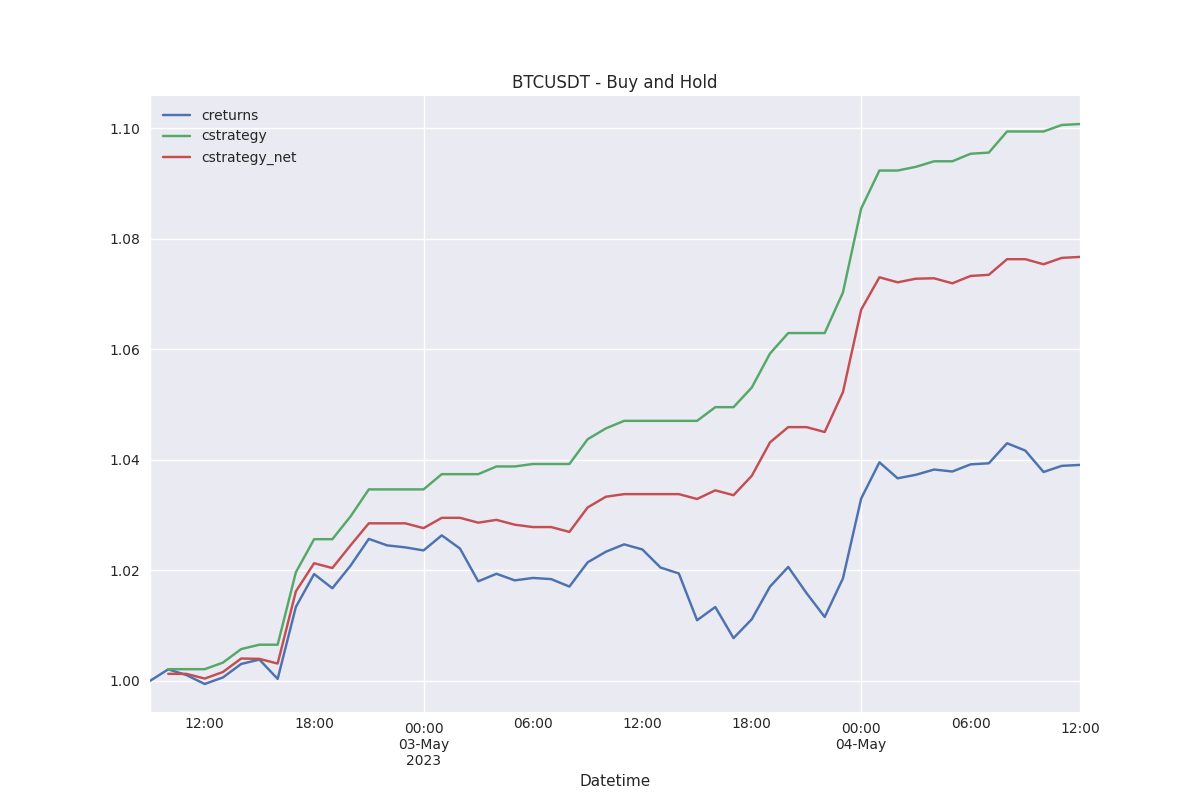 BTCUSDT - Buy and Hold
creturns
cstrategy
cstrategy_net
1.10
1.08
1.06
1.04
1.02
1.00
12:00
18:00
00:00
03-May
2023
06:00
12:00
18:00
00:00
04-May
06:00
12:00
Datetime